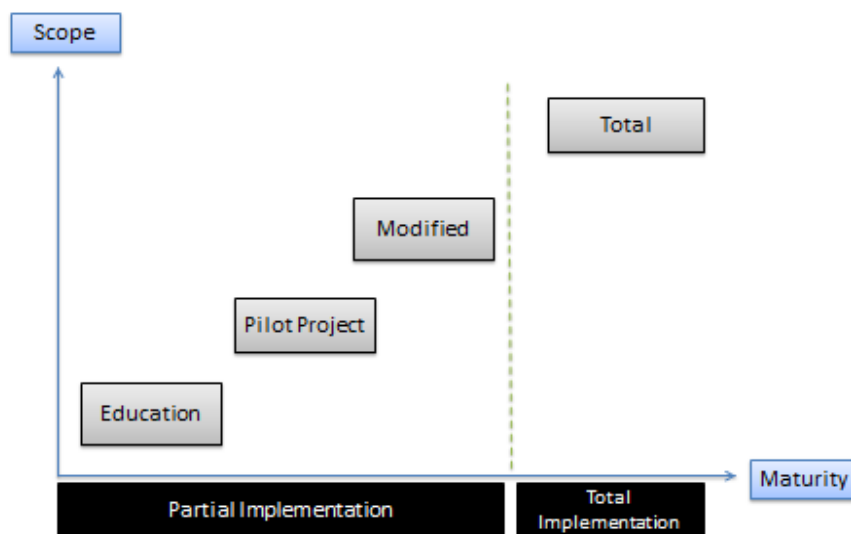 Scope
Total
Modified
Pilot Project
Education
Maturity
Partial Implementation
Total
Implementation